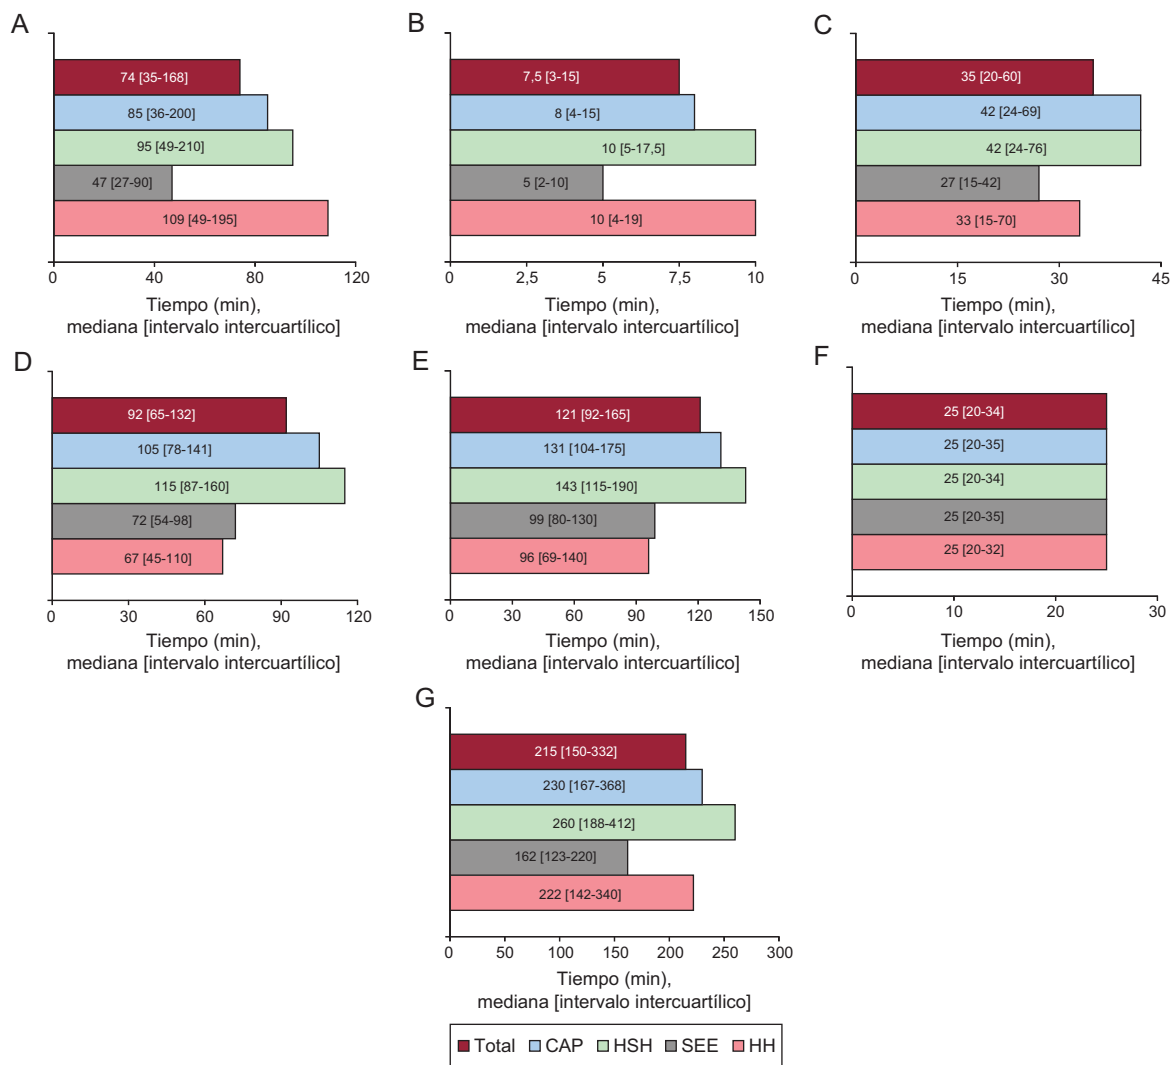 A
74 [35-168]
85 [36-200]
95 [49-210]
47 [27-90]
109 [49-195]
0 40 80 120
Tiempo (min),
mediana [intervalo intercuartílico]
B
7,5 [3-15]
8 [4-15]
10 [5-17,5]
5 [2-10]
10 [4-19]
0 2,5 5 7,5 10
Tiempo (min),
mediana [intervalo intercuartílico]
C
35 [20-60]
42 [24-69]
42 [24-76]
27 [15-42]
33 [15-70]
0 15 30 45
Tiempo (min),
mediana [intervalo intercuartílico]
D
92 [65-132]
105 [78-141]
115 [87-160]
72 [54-98]
67 [45-110]
0 30 60 90 120
Tiempo (min),
mediana [intervalo intercuartílico]
E
121 [92-165]
131 [104-175]
143 [115-190]
99 [80-130]
96 [69-140]
0 30 60 90 120 150
Tiempo (min),
mediana [intervalo intercuartílico]
F
25 [20-34]
25 [20-35]
25 [20-34]
25 [20-35]
25 [20-32]
0 10 20 30
Tiempo (min),
mediana [intervalo intercuartílico]
G
215 [150-332]
230 [167-368]
260 [188-412]
162 [123-220]
222 [142-340]
0 50 100 150 200 250 300
Tiempo (min),
mediana [intervalo intercuartílico]
Total CAP HSH SEE HH